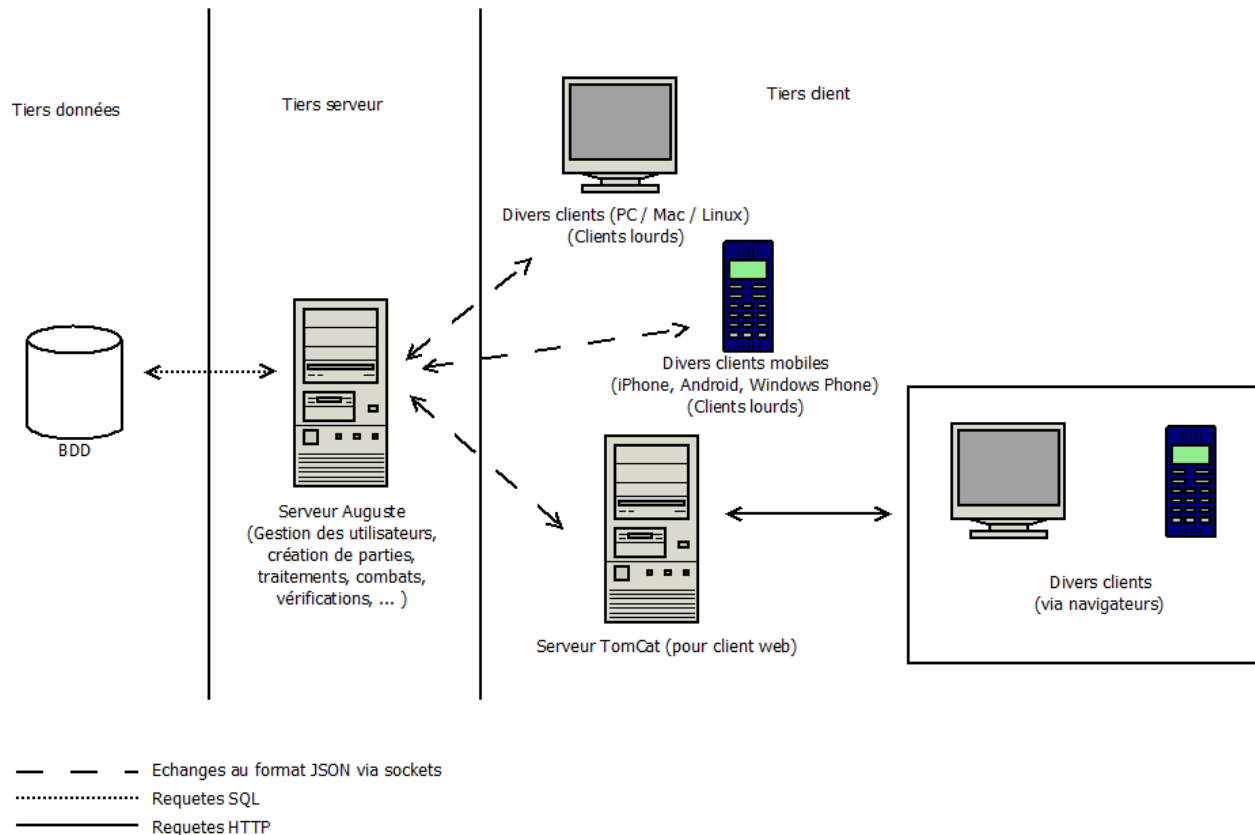 Tiers données
Tiers serveur
Tiers client
Divers clients (PC / Mac / Linux)
(Clients lourds)
Divers clients mobiles
(iPhone, Android, Windows Phone)
(Clients lourds)
BDD
Serveur Auguste
(Gestion des utilisateurs,
création de parties,
traitements, combats,
vérifications, ... )
Serveur TomCat (pour client web)
Divers clients
(via navigateurs)
Echanges au format JSON via sockets
Requetes SQL
Requetes HTTP